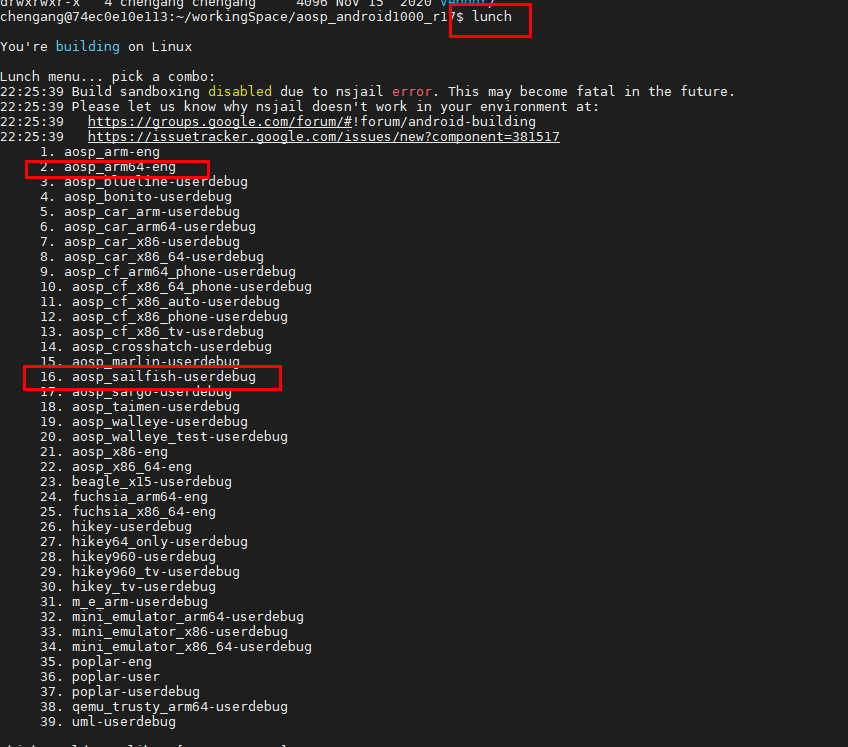 drwxrwxr-x   4 chengang chengang     4096 Nov 15  2020 vendor/
chengang@74ec0e10e113:~/workingSpace/aosp_android1000_r17$ lunch
You're building on Linux
Lunch menu... pick a combo:
22:25:39 Build sandboxing disabled due to nsjail error. This may become fatal in the future.
22:25:39 Please let us know why nsjail doesn't work in your environment at:
22:25:39   https://groups.google.com/forum/#!forum/android-building
22:25:39   https://issuetracker.google.com/issues/new?component=381517
1. aosp_arm-eng
2. aosp_arm64-eng
3. aosp_blueline-userdebug
4. aosp_bonito-userdebug
5. aosp_car_arm-userdebug
6. aosp_car_arm64-userdebug
7. aosp_car_x86-userdebug
8. aosp_car_x86_64-userdebug
9. aosp_cf_arm64_phone-userdebug
10. aosp_cf_x86_64_phone-userdebug
11. aosp_cf_x86_auto-userdebug
12. aosp_cf_x86_phone-userdebug
13. aosp_cf_x86_tv-userdebug
14. aosp_crosshatch-userdebug
15. aosp_marlin-userdebug
16. aosp_sailfish-userdebug
17. aosp_sargo-userdebug
18. aosp_taimen-userdebug
19. aosp_walleye-userdebug
20. aosp_walleye_test-userdebug
21. aosp_x86-eng
22. aosp_x86_64-eng
23. beagle_x15-userdebug
24. fuchsia_arm64-eng
25. fuchsia_x86_64-eng
26. hikey-userdebug
27. hikey64_only-userdebug
28. hikey960-userdebug
29. hikey960_tv-userdebug
30. hikey_tv-userdebug
31. m_e_arm-userdebug
32. mini_emulator_arm64-userdebug
33. mini_emulator_x86-userdebug
34. mini_emulator_x86_64-userdebug
35. poplar-eng
36. poplar-user
37. poplar-userdebug
38. qemu_trusty_arm64-userdebug
39. uml-userdebug